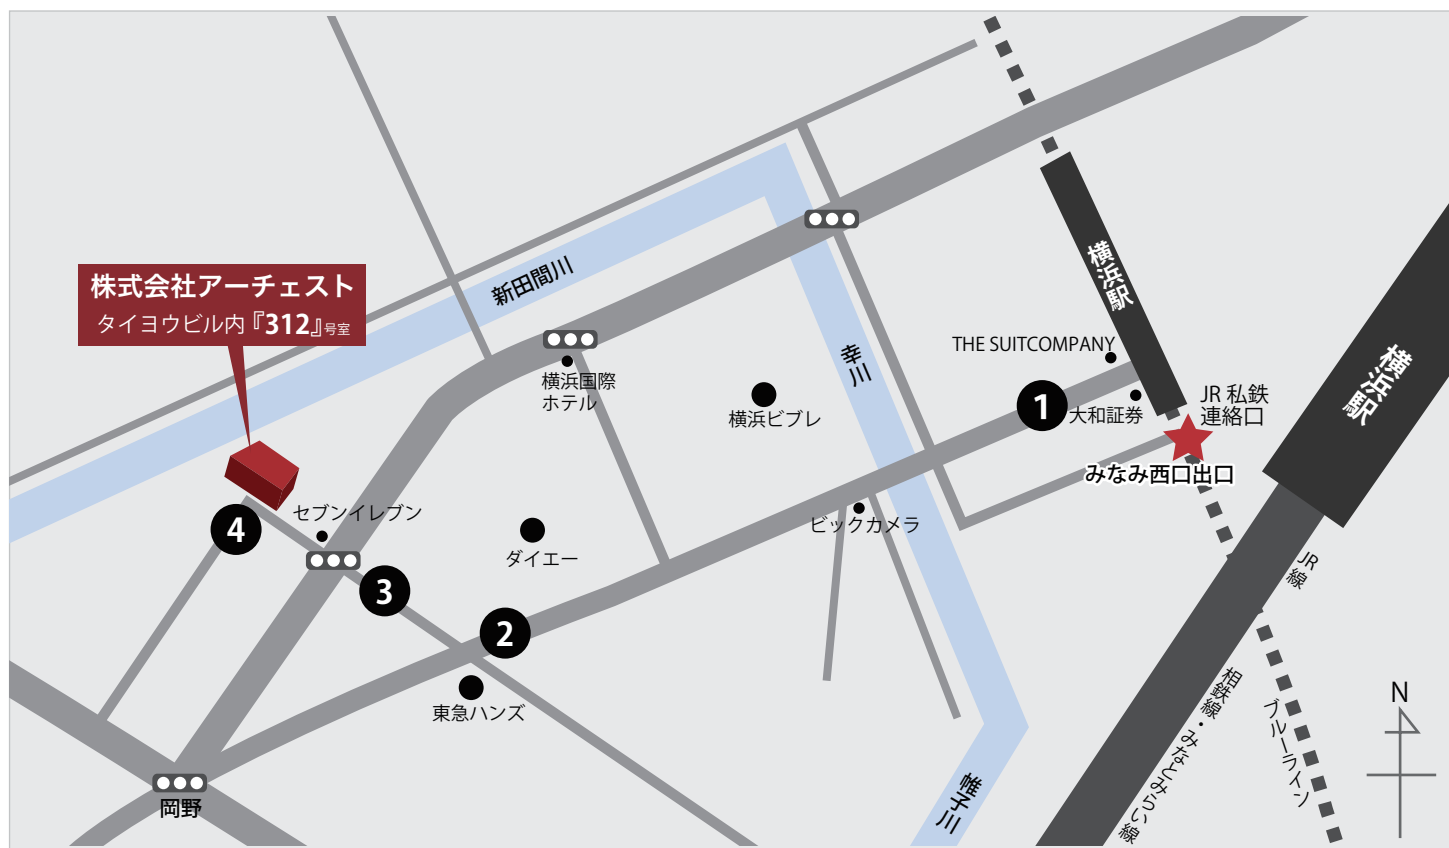 N
株式会社アーチェスト
タイヨウビル内『312』号室
新田間川
横浜国際
ホテル
横浜ビブレ
幸川
THE SUITCOMPANY
大和証券
横浜駅
JR 私鉄
連絡口
みなみ西口出口
横浜駅
1
ビックカメラ
セブンイレブン
ダイエー
4
3
2
東急ハンズ
岡野
帷子川
JR線
相鉄線・みなとみらい線
ブルーライン